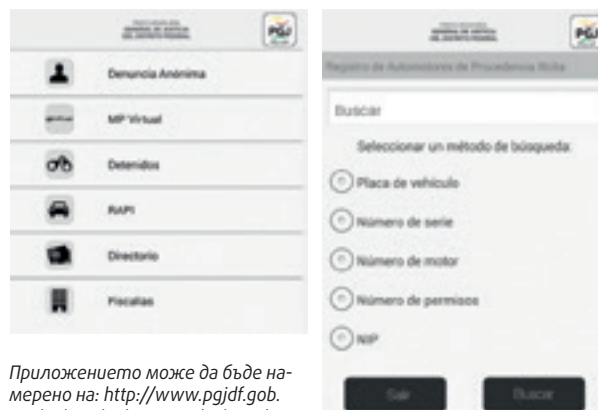 PGJ
Denuncia Anónima
MP Virtual
Detenidos
RAPI
Directorio
Fiscalías
Приложението може да бъде на-
мерено на: http://www.pgjdf.gob.
PGJ
Registro de Automotores de Procedencia Ilícita
Buscar
Seleccionar un método de búsqueda:
Placa de vehículo
Número de serie
Número de motor
Número de permisos
NIP
Salir
Buscar